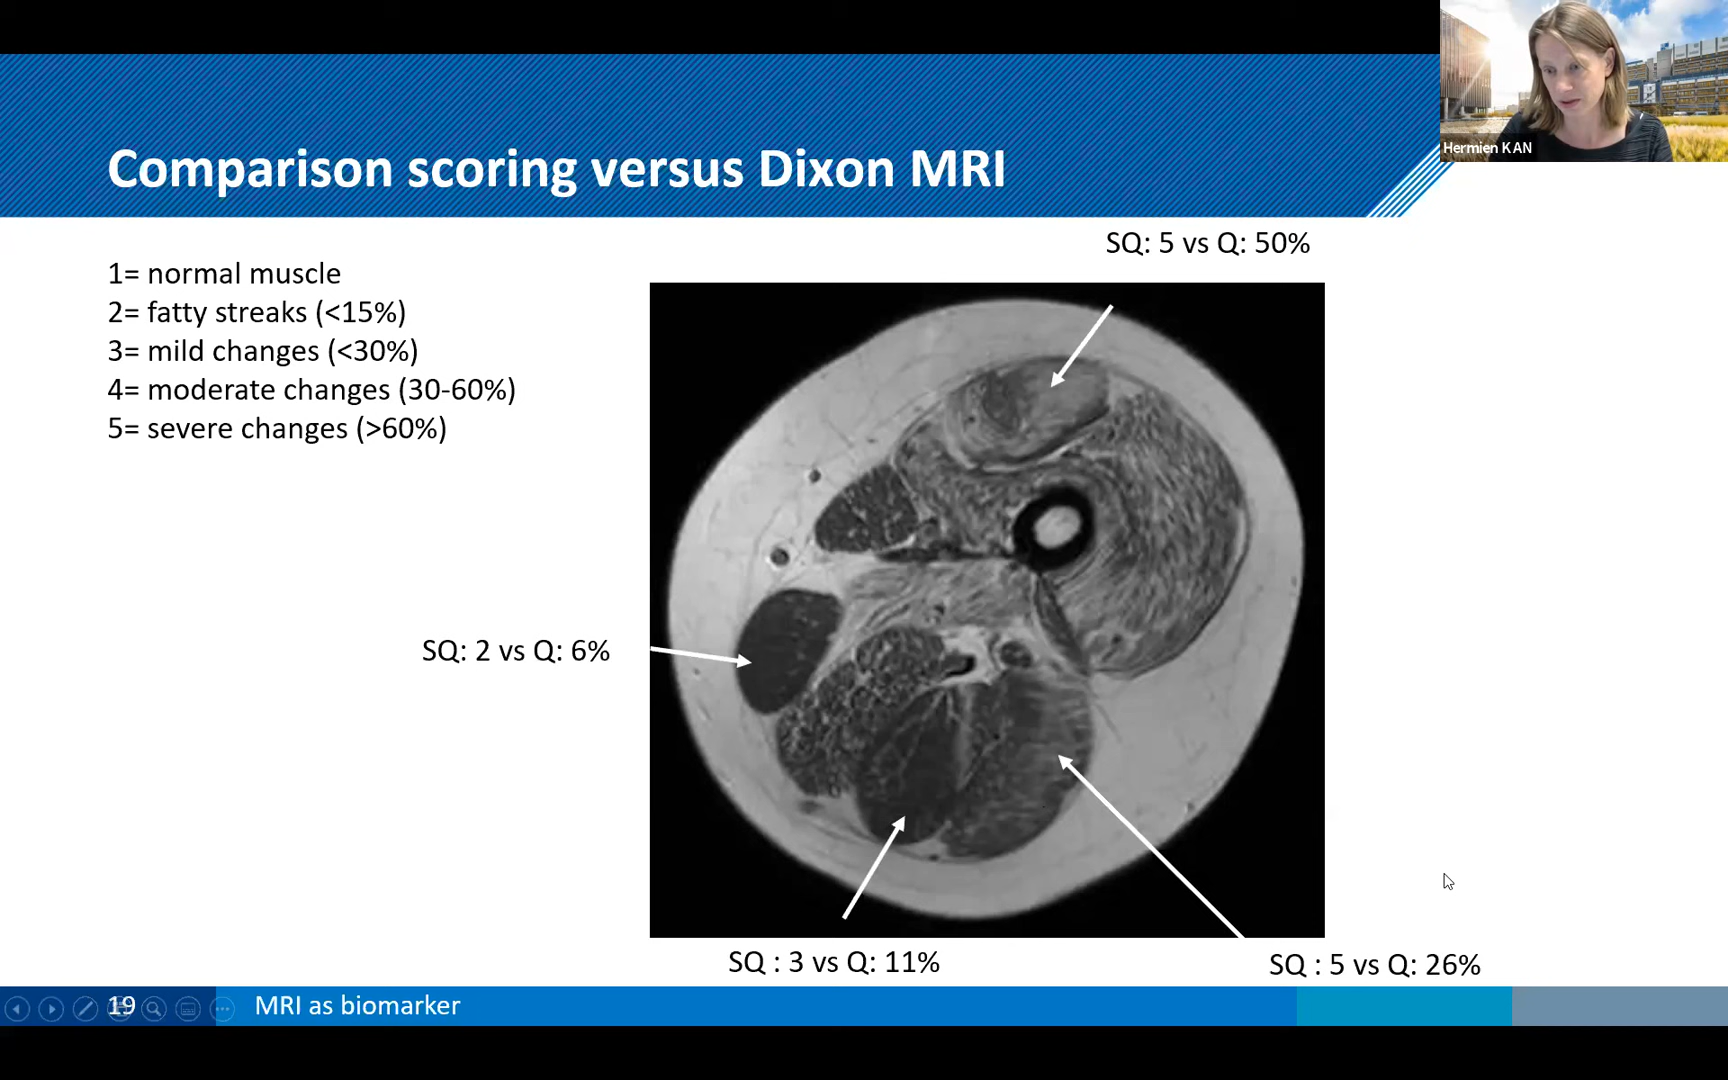 Hermien KAN
Comparison scoring versus Dixon MRI
SQ: 5 vs Q: 50%
1= normal muscle
2= fatty streaks (<15%)
3= mild changes (<30%)
4= moderate changes (30-60%)
5= severe changes (>60%)
SQ: 2 vs Q: 6%
SQ : 3 vs Q: 11%
SQ : 5 vs Q: 26%
19
MRI as biomarker